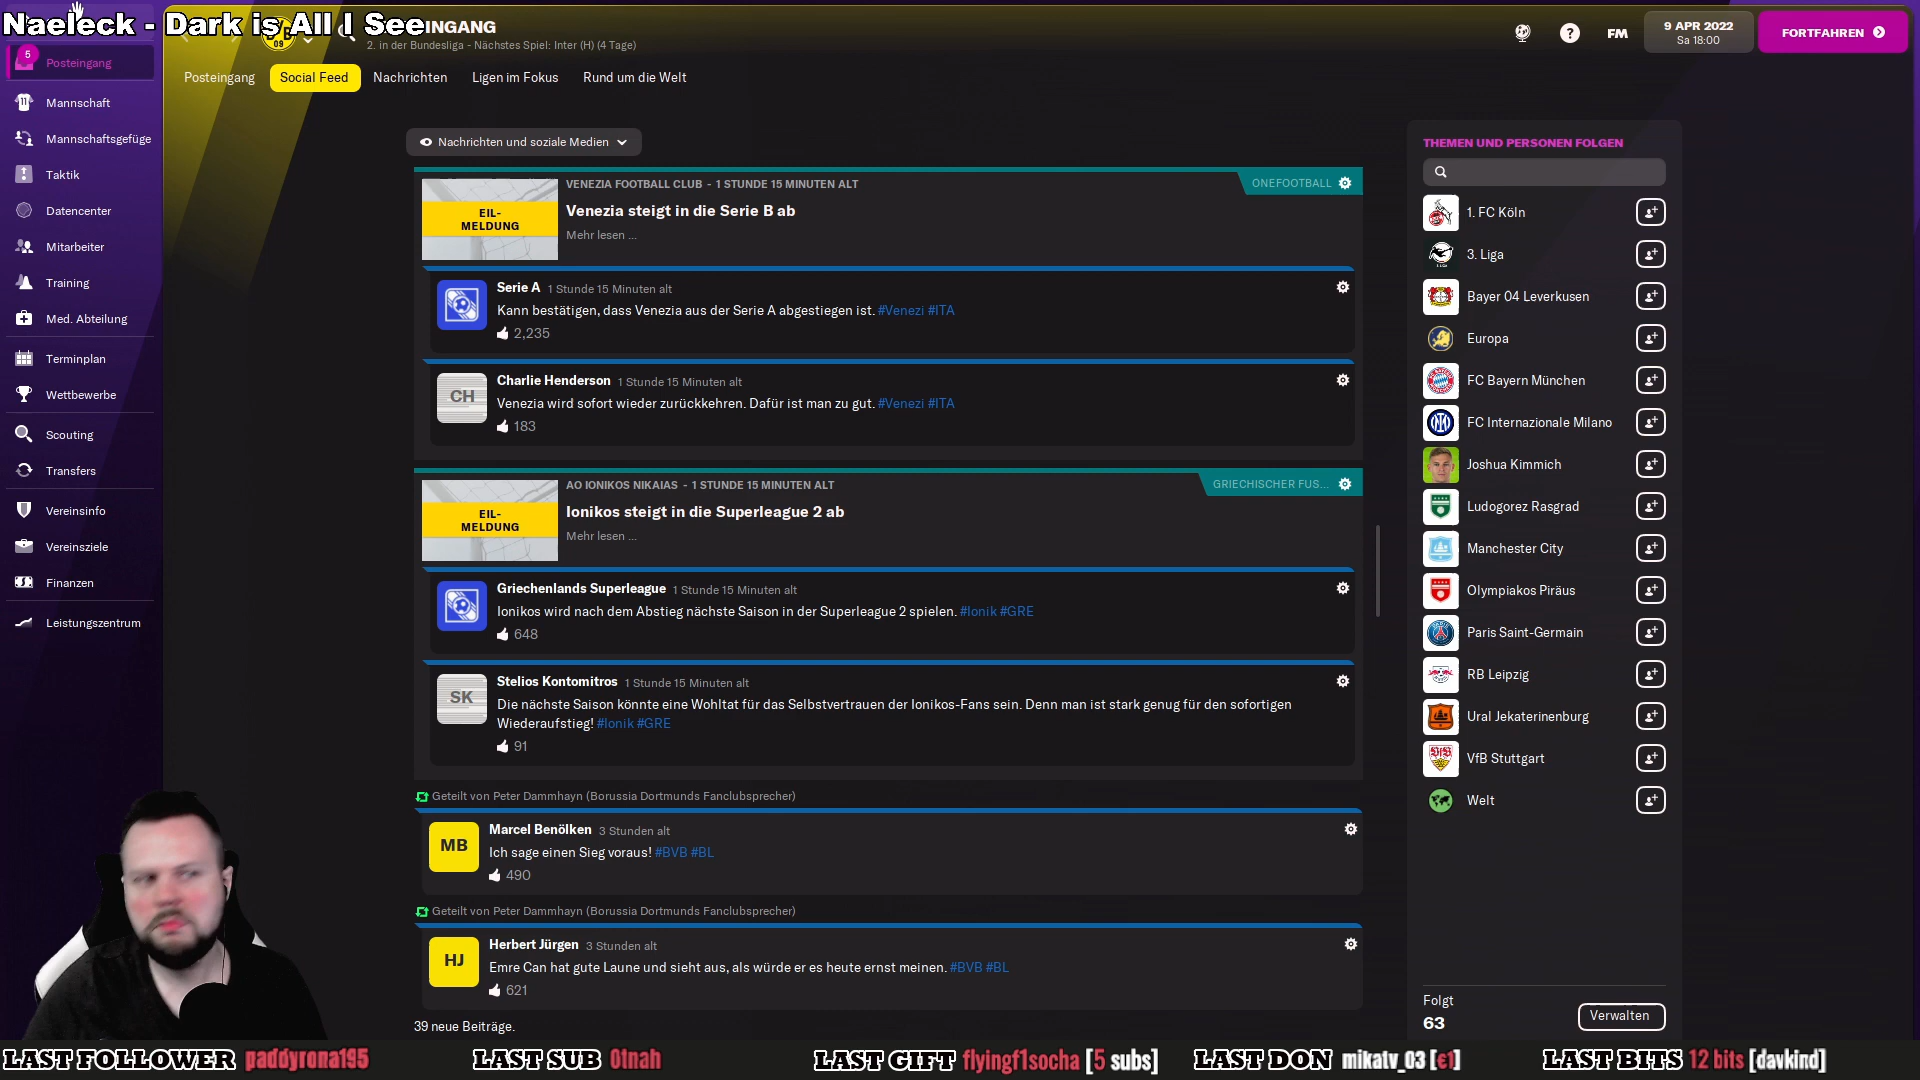 Naeleck - Dark is All I See
INGANG
2. in der Bundesliga - Nächstes Spiel: Inter (H) (4 Tage)
FM
9 APR 2022
Sa 18:00
FORTFAHREN
5
Posteingang
Mannschaft
Mannschaftsgefüge
Taktik
Datencenter
Mitarbeiter
Training
Med. Abteilung
Terminplan
Wettbewerbe
Scouting
Transfers
Vereinsinfo
Vereinsziele
Finanzen
Leistungszentrum
Posteingang
Social Feed
Nachrichten
Ligen im Fokus
Rund um die Welt
Nachrichten und soziale Medien
EIL-
MELDUNG
VENEZIA FOOTBALL CLUB - 1 STUNDE 15 MINUTEN ALT
ONEFOOTBALL
Venezia steigt in die Serie B ab
Mehr lesen ...
Serie A 1 Stunde 15 Minuten alt
Kann bestätigen, dass Venezia aus der Serie A abgestiegen ist. #Venezi #ITA
2,235
CH
Charlie Henderson 1 Stunde 15 Minuten alt
Venezia wird sofort wieder zurückkehren. Dafür ist man zu gut. #Venezi #ITA
183
EIL-
MELDUNG
AO IONIKOS NIKAIAS - 1 STUNDE 15 MINUTEN ALT
GRIECHISCHER FUS...
Ionikos steigt in die Superleague 2 ab
Mehr lesen ...
Griechenlands Superleague 1 Stunde 15 Minuten alt
Ionikos wird nach dem Abstieg nächste Saison in der Superleague 2 spielen. #Ionik #GRE
648
SK
Stelios Kontomitros 1 Stunde 15 Minuten alt
Die nächste Saison könnte eine Wohltat für das Selbstvertrauen der Ionikos-Fans sein. Denn man ist stark genug für den sofortigen
Wiederaufstieg! #Ionik #GRE
91
Geteilt von Peter Dammhayn (Borussia Dortmunds Fanclubsprecher)
MB
Marcel Benölken 3 Stunden alt
Ich sage einen Sieg voraus! #BVB #BL
490
Geteilt von Peter Dammhayn (Borussia Dortmunds Fanclubsprecher)
HJ
Herbert Jürgen 3 Stunden alt
Emre Can hat gute Laune und sieht aus, als würde er es heute ernst meinen. #BVB #BL
621
39 neue Beiträge.
THEMEN UND PERSONEN FOLGEN
1. FC Köln
3. Liga
Bayer 04 Leverkusen
Europa
FC Bayern München
FC Internazionale Milano
Joshua Kimmich
Ludogorez Rasgrad
Manchester City
Olympiakos Piräus
Paris Saint-Germain
RB Leipzig
Ural Jekaterinenburg
VfB Stuttgart
Welt
Folgt
63
Verwalten
LAST FOLLOWER paddyrona195
LAST SUB 0tnah
LAST GIFT flyingf1socha [5 subs]
LAST DON mikatv_03 [€1]
LAST BITS 12 bits [davkind]